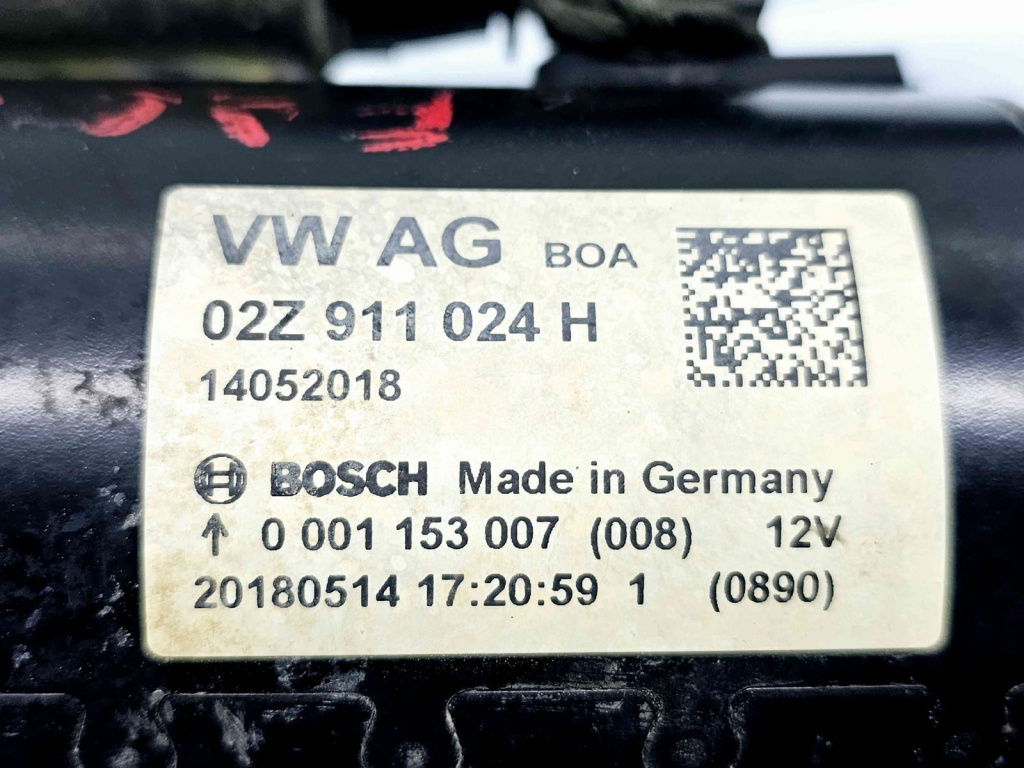 VW AG BOA
02Z 911 024 H
14052018
BOSCH Made in Germany
↑ 0 001 153 007 (008) 12V
20180514 17:20:59 1 (0890)